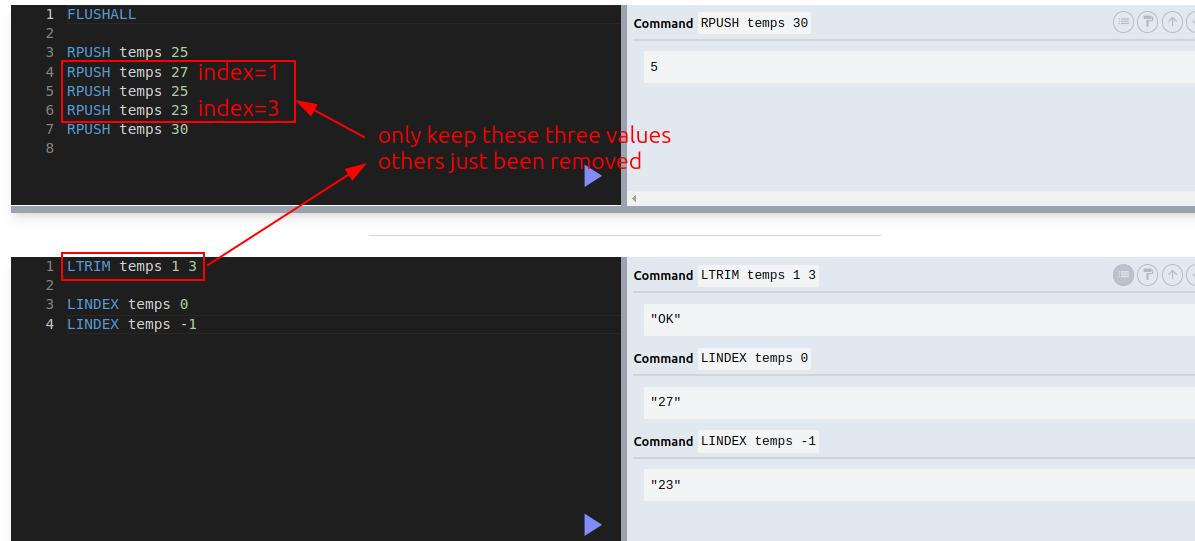 1 FLUSHALL
2
3 RPUSH temps 25
4 RPUSH temps 27 index=1
5 RPUSH temps 25
6 RPUSH temps 23 index=3
7 RPUSH temps 30
8
only keep these three values
others just been removed
Command RPUSH temps 30
5
1 LTRIM temps 1 3
2
3 LINDEX temps 0
4 LINDEX temps -1
Command LTRIM temps 1 3
"OK"
Command LINDEX temps 0
"27"
Command LINDEX temps -1
"23"